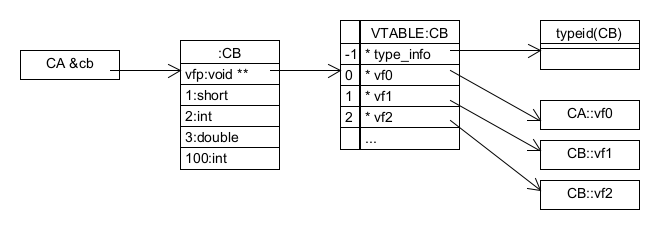 CA &cb
:CB
vfp:void **
1:short
2:int
3:double
100:int
VTABLE:CB
-1 * type_info
0 * vf0
1 * vf1
2 * vf2
...
typeid(CB)
CA::vf0
CB::vf1
CB::vf2